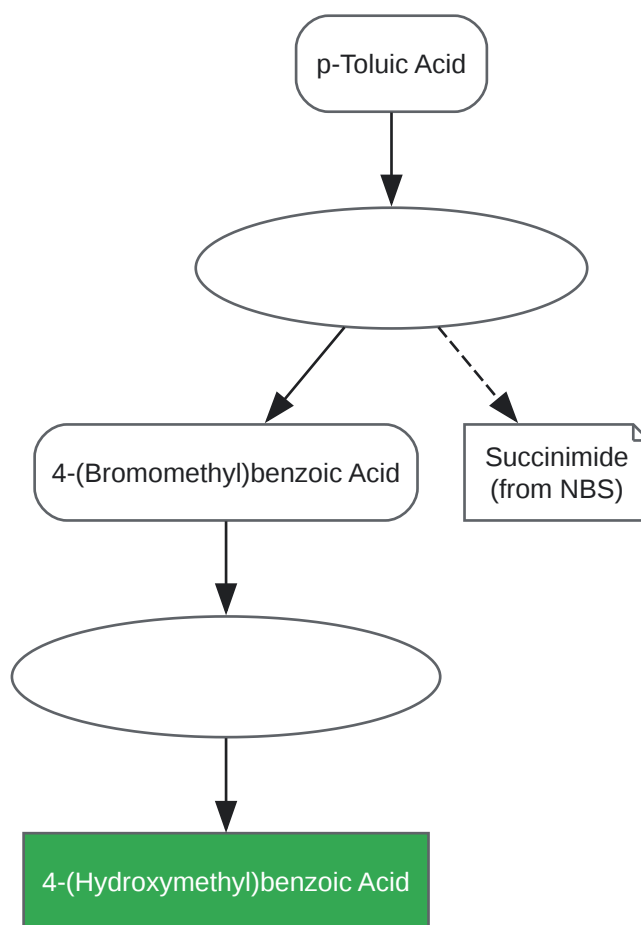 p-Toluic Acid
4-(Bromomethyl)benzoic Acid
Succinimide
(from NBS)
4-(Hydroxymethyl)benzoic Acid